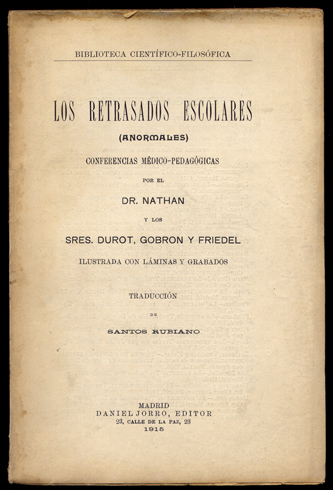 BIBLIOTECA CIENTÍFICO-FILOSÓFICA
LOS RETRASADOS ESCOLARES
(ANORMALES)
CONFERENCIAS MÉDICO-PEDAGÓGICAS
POR EL
DR. NATHAN
Y LOS
SRES. DUROT, GOBRON Y FRIEDEL
ILUSTRADA CON LÁMINAS Y GRABADOS
TRADUCCIÓN
DE
SANTOS RUBIANO
MADRID
DANIEL JORRO, EDITOR
23, CALLE DE LA PAZ, 23
1915